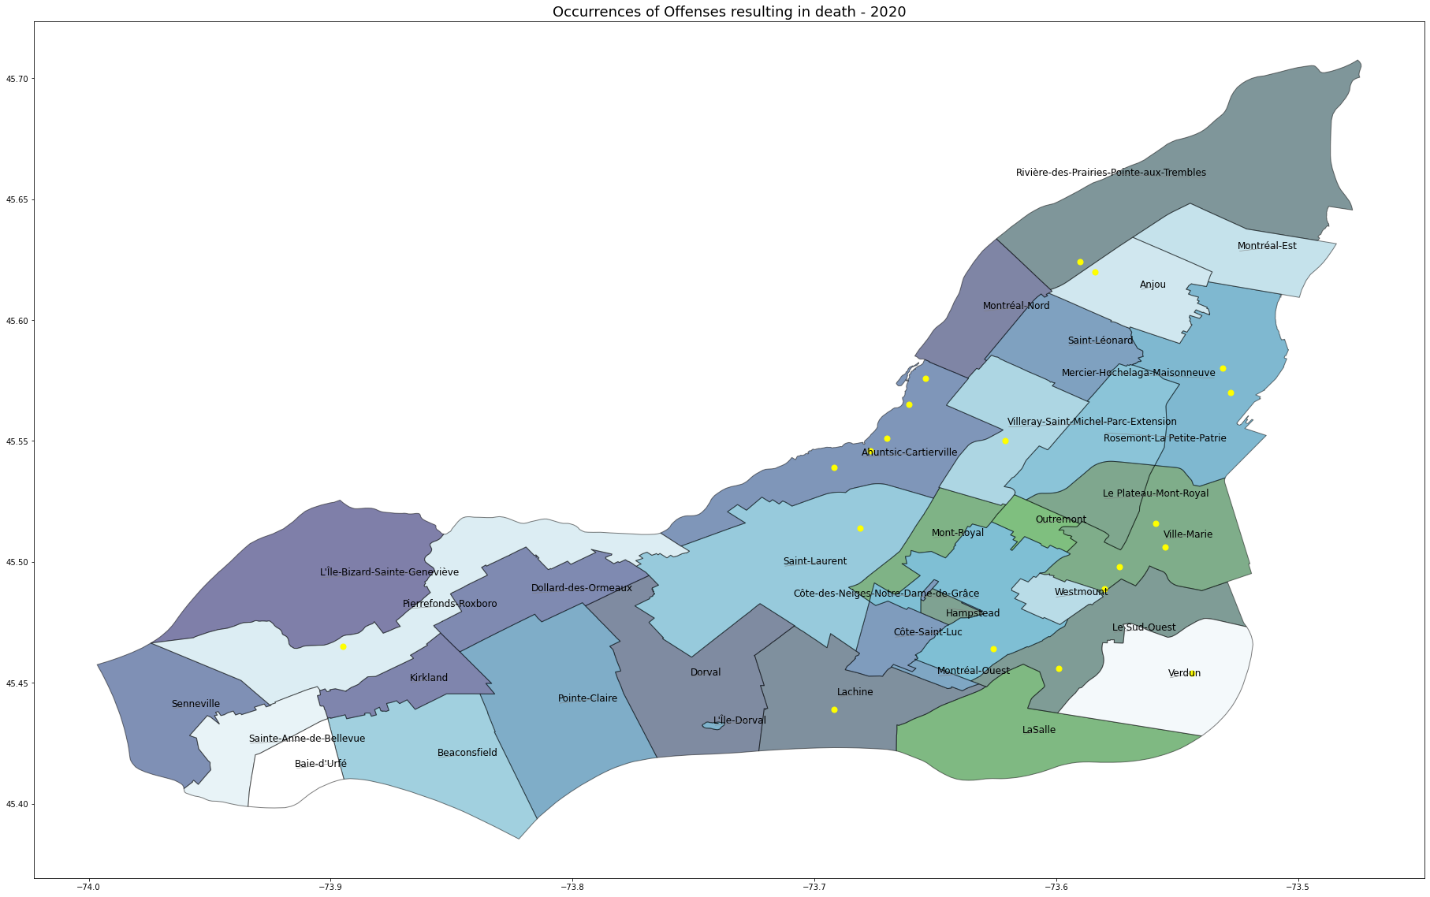 Occurrences of Offenses resulting in death - 2020
45.70
Rivière-des-Prairies-Pointe-aux-Trembles
45.65
Montréal-Est
Anjou
Montréal-Nord
45.60
Saint-Léonard
Mercier-Hochelaga-Maisonneuve
Villeray-Saint-Michel-Parc-Extension
45.55
Rosemont-La Petite-Patrie
Ahuntsic-Cartierville
Le Plateau-Mont-Royal
Outremont
Mont-Royal
Ville-Marie
45.50
Saint-Laurent
L'Île-Bizard-Sainte-Geneviève
Dollard-des-Ormeaux
Côte-des-Neiges-Notre-Dame-de-Grâce
Westmount
Pierrefonds-Roxboro
Hampstead
Le Sud-Ouest
Côte-Saint-Luc
Dorval
Montréal-Ouest
Verdun
45.45
Kirkland
Lachine
Pointe-Claire
Senneville
L'Île-Dorval
LaSalle
Sainte-Anne-de-Bellevue
Beaconsfield
Baie-d'Urfé
45.40
−74.0
−73.9
−73.8
−73.7
−73.6
−73.5